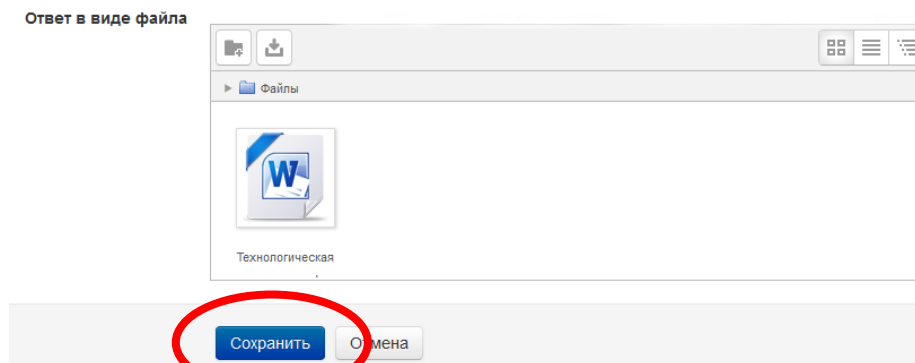 Ответ в виде файла
Файлы
W
Технологическая
Сохранить
Отмена